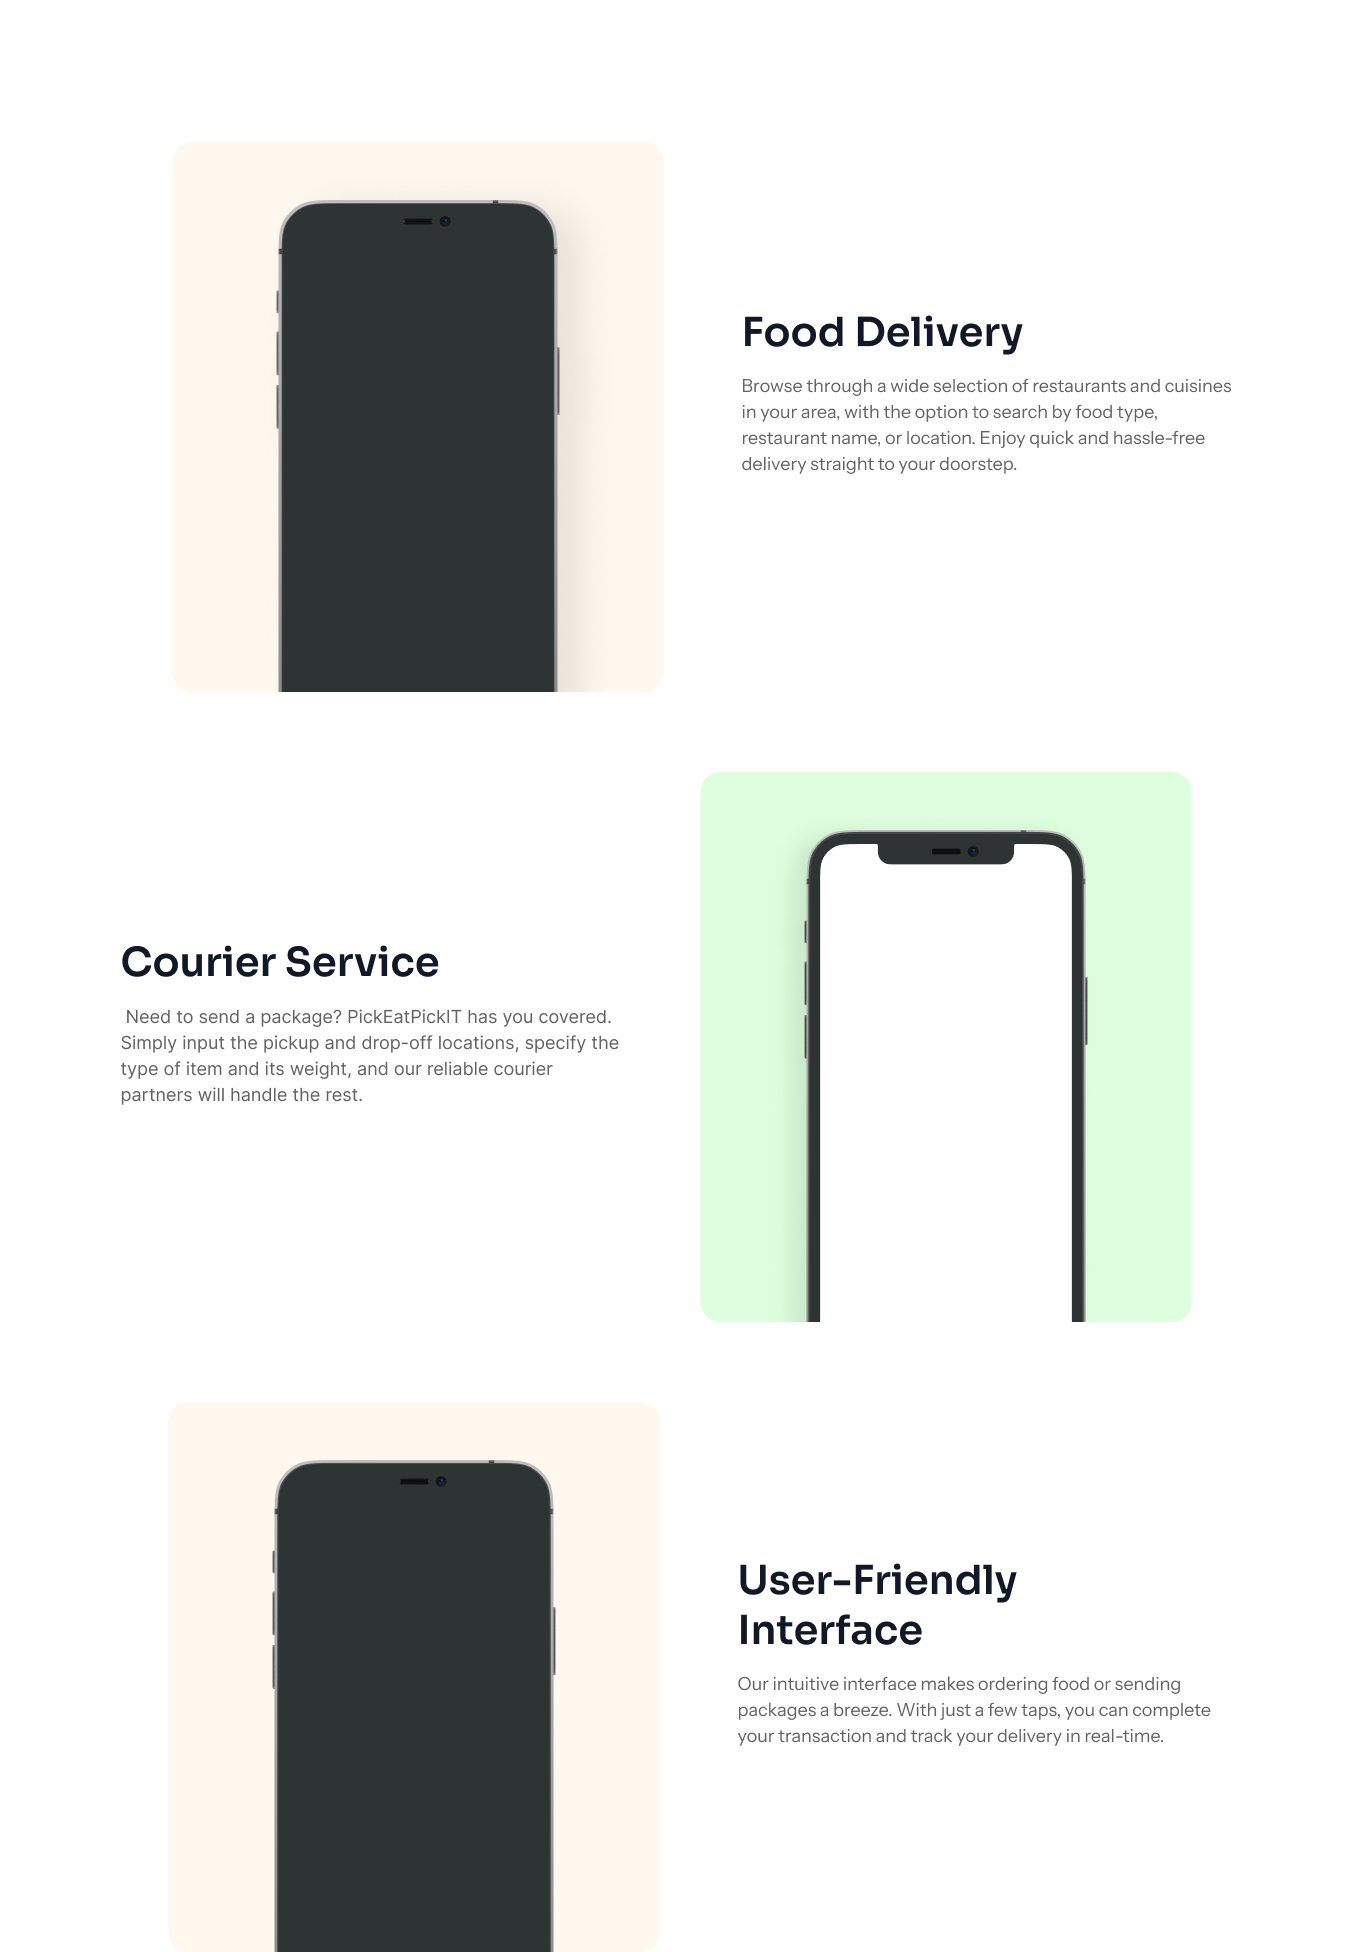 Food Delivery
Browse through a wide selection of restaurants and cuisines
in your area, with the option to search by food type,
restaurant name, or location. Enjoy quick and hassle-free
delivery straight to your doorstep.
Courier Service
Need to send a package? PickEatPickIT has you covered.
Simply input the pickup and drop-off locations, specify the
type of item and its weight, and our reliable courier
partners will handle the rest.
User-Friendly
Interface
Our intuitive interface makes ordering food or sending
packages a breeze. With just a few taps, you can complete
your transaction and track your delivery in real-time.